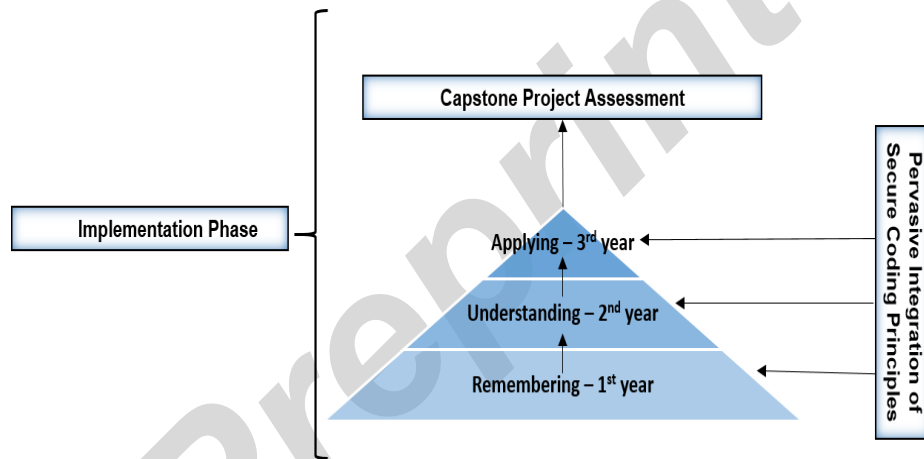 Capstone Project Assessment
Implementation Phase
Applying – 3rd year
Understanding – 2nd year
Remembering – 1st year
Pervasive Integration of
Secure Coding Principles
Preprint